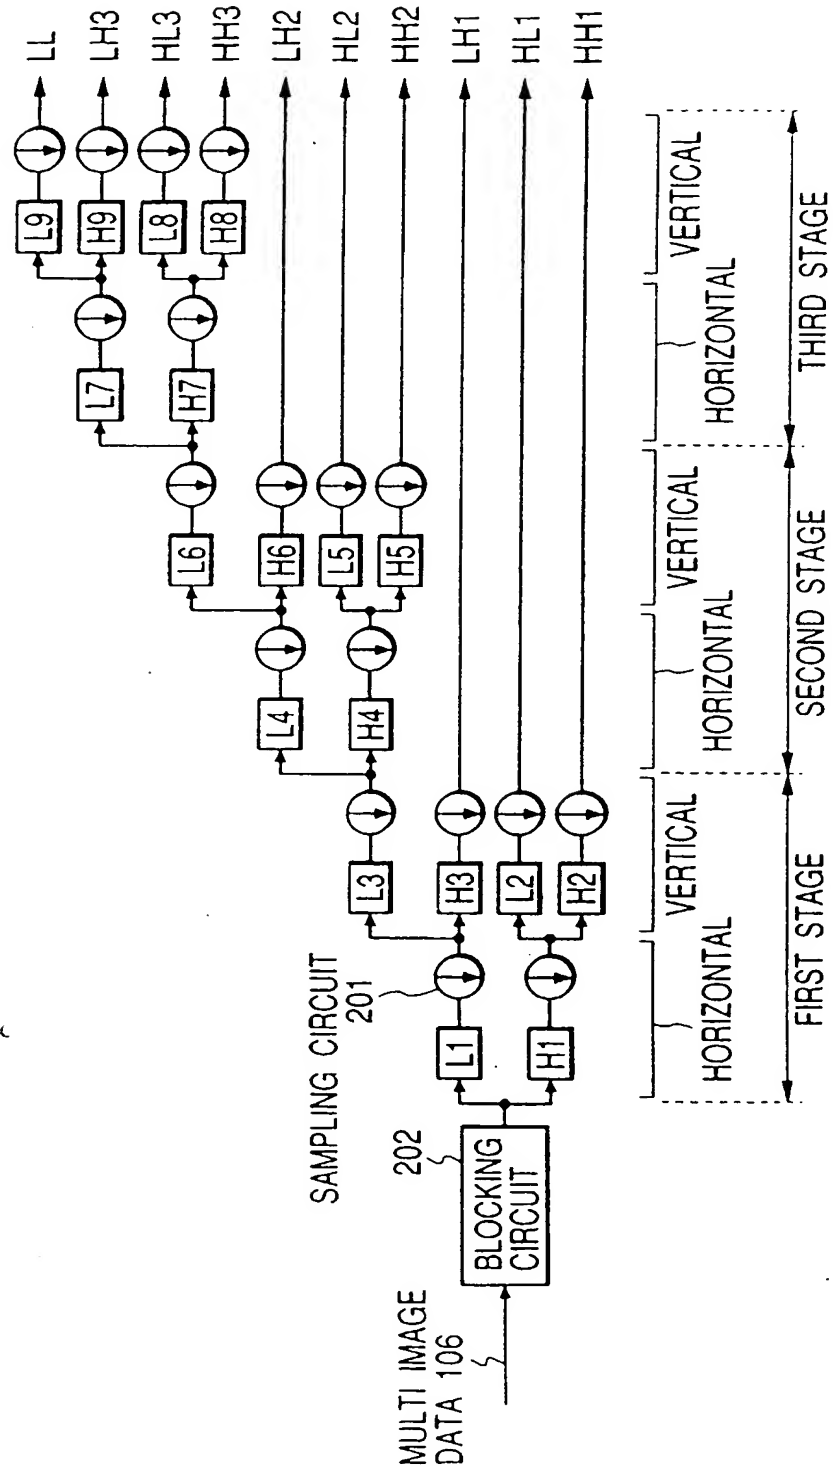 LL
LH3
HL3
HH3
LH2
HL2
HH2
LH1
HL1
HH1
L9
H9
L8
H8
L7
H7
L6
H6
L5
H5
L4
H4
L3
H3
L2
H2
L1
H1
SAMPLING CIRCUIT
201
202
BLOCKING
CIRCUIT
MULTI IMAGE
DATA 106
HORIZONTAL
VERTICAL
FIRST STAGE
HORIZONTAL
VERTICAL
SECOND STAGE
HORIZONTAL
VERTICAL
THIRD STAGE